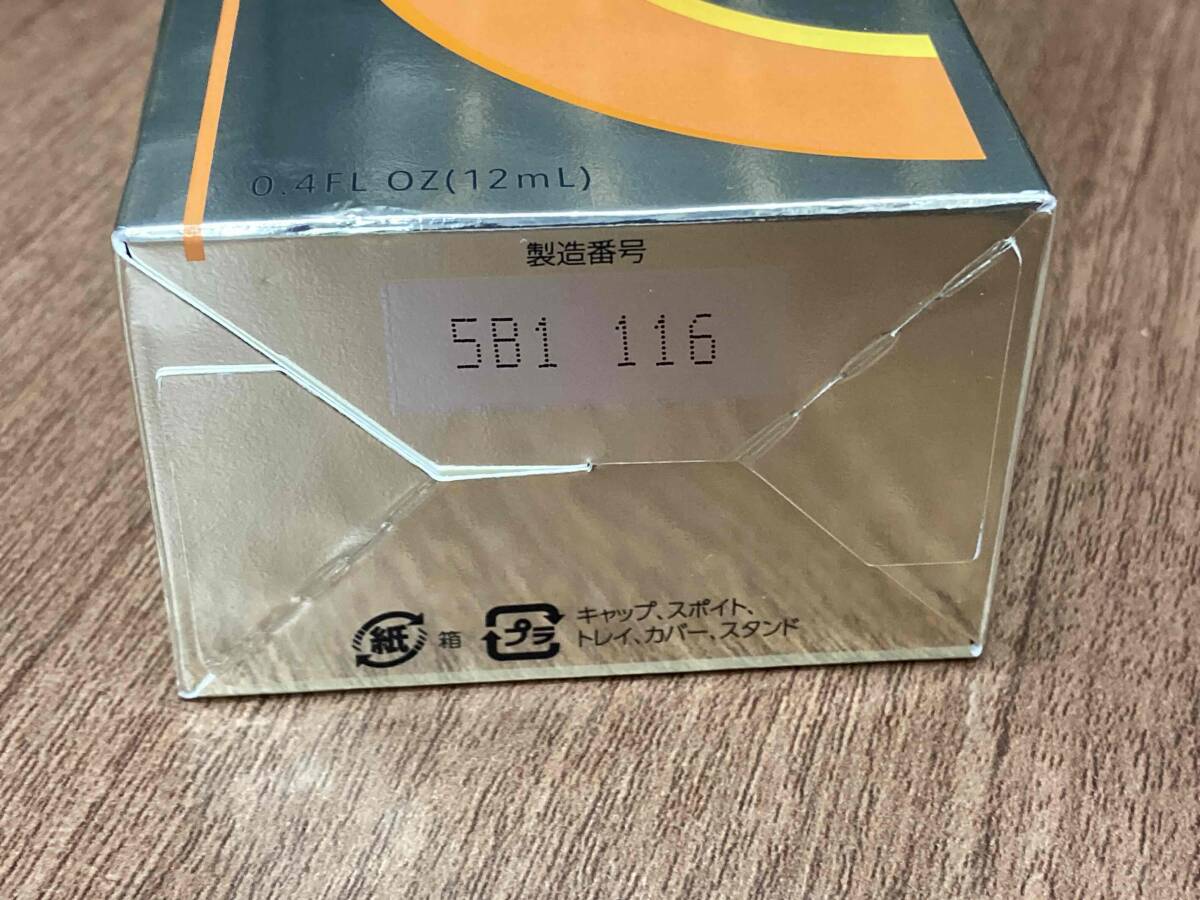 0.4FL OZ(12mL)
製造番号
5B1 116
紙 箱 プラ キャップ、スポイト、
トレイ、カバー、スタンド